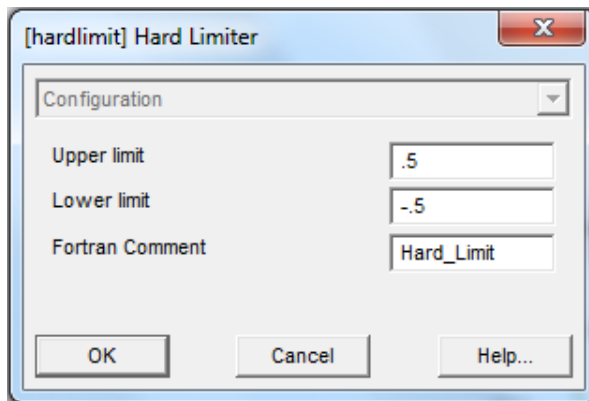 [hardlimit] Hard Limiter
Configuration
Upper limit .5
Lower limit -.5
Fortran Comment Hard_Limit
OK Cancel Help...